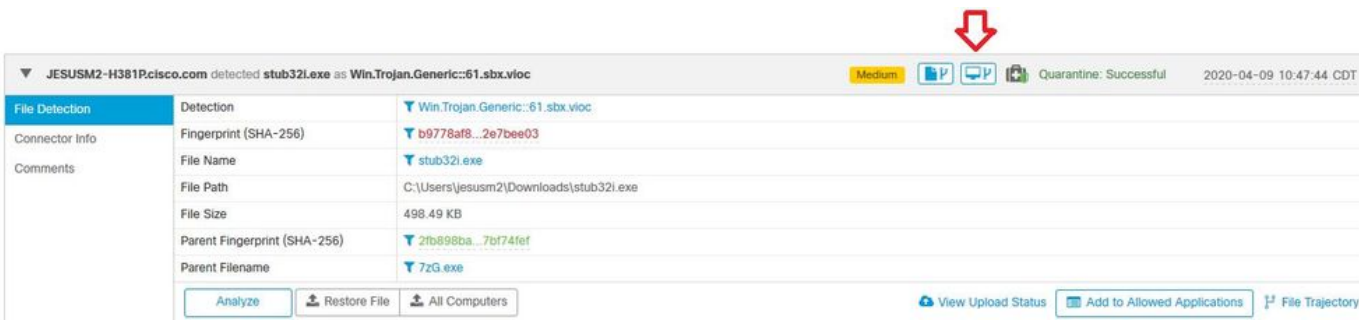 JESUSM2-H381P.cisco.com detected stub32i.exe as Win.Trojan.Generic::61.sbx.vioc Medium Quarantine: Successful 2020-04-09 10:47:44 CDT
File Detection
Connector Info
Comments
Detection Win.Trojan.Generic::61.sbx.vioc
Fingerprint (SHA-256) b9778af8...2e7bee03
File Name stub32i.exe
File Path C:\Users\jesusm2\Downloads\stub32i.exe
File Size 498.49 KB
Parent Fingerprint (SHA-256) 2fb898ba...7bf74fef
Parent Filename 7zG.exe
Analyze Restore File All Computers View Upload Status Add to Allowed Applications File Trajectory